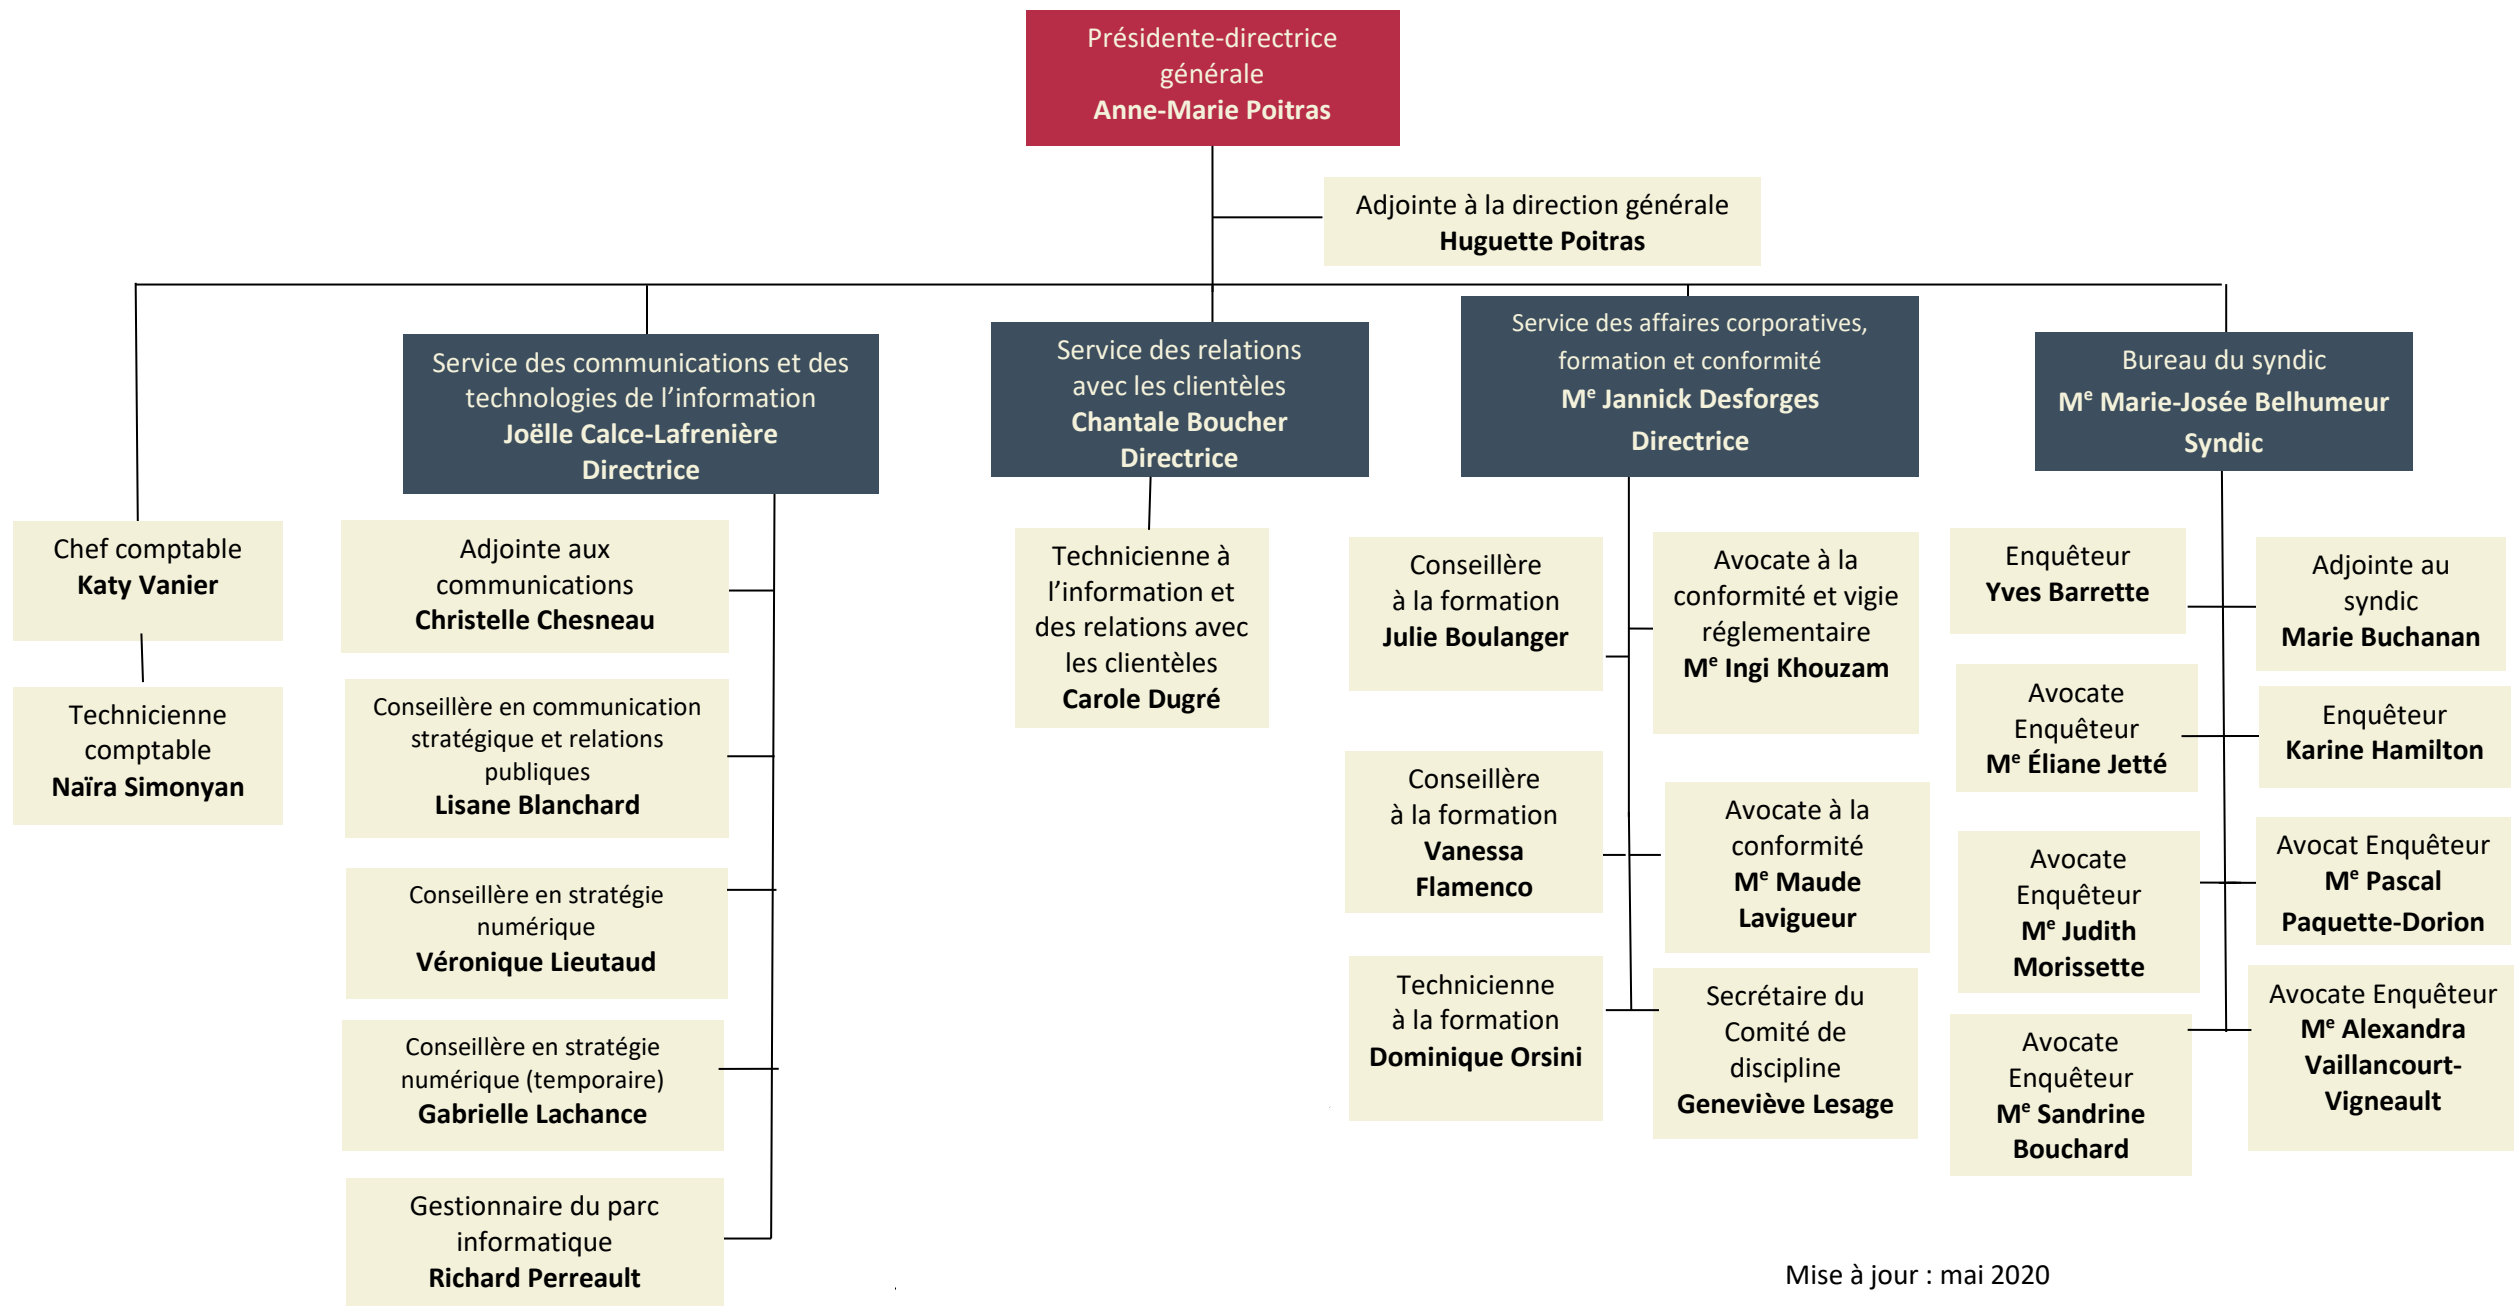 Présidente-directrice
générale
Anne-Marie Poitras
Adjointe à la direction générale
Huguette Poitras
Chef comptable
Katy Vanier
Technicienne
comptable
Naïra Simonyan
Service des communications et des
technologies de l’information
Joëlle Calce-Lafrenière
Directrice
Adjointe aux
communications
Christelle Chesneau
Conseillère en communication
stratégique et relations
publiques
Lisane Blanchard
Conseillère en stratégie
numérique
Véronique Lieutaud
Conseillère en stratégie
numérique (temporaire)
Gabrielle Lachance
Gestionnaire du parc
informatique
Richard Perreault
Service des relations
avec les clientèles
Chantale Boucher
Directrice
Technicienne à
l’information et
des relations avec
les clientèles
Carole Dugré
Service des affaires corporatives,
formation et conformité
Mᵉ Jannick Desforges
Directrice
Conseillère
à la formation
Julie Boulanger
Avocate à la
conformité et vigie
réglementaire
Mᵉ Ingi Khouzam
Conseillère
à la formation
Vanessa
Flamenco
Avocate à la
conformité
Mᵉ Maude
Lavigueur
Technicienne
à la formation
Dominique Orsini
Secrétaire du
Comité de
discipline
Geneviève Lesage
Bureau du syndic
Mᵉ Marie-Josée Belhumeur
Syndic
Enquêteur
Yves Barrette
Adjointe au
syndic
Marie Buchanan
Avocate
Enquêteur
Mᵉ Éliane Jetté
Enquêteur
Karine Hamilton
Avocate
Enquêteur
Mᵉ Judith
Morissette
Avocat Enquêteur
Mᵉ Pascal
Paquette-Dorion
Avocate
Enquêteur
Mᵉ Sandrine
Bouchard
Avocate Enquêteur
Mᵉ Alexandra
Vaillancourt-
Vigneault
Mise à jour : mai 2020